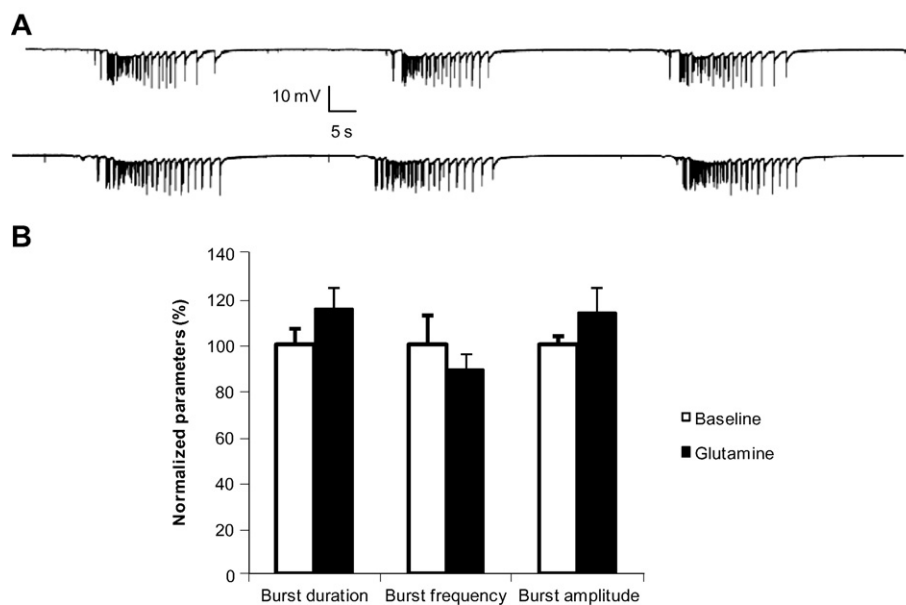 A
10 mV
5 s
B
Normalized parameters (%)
140
120
100
80
60
40
20
0
Burst duration Burst frequency Burst amplitude
Baseline
Glutamine